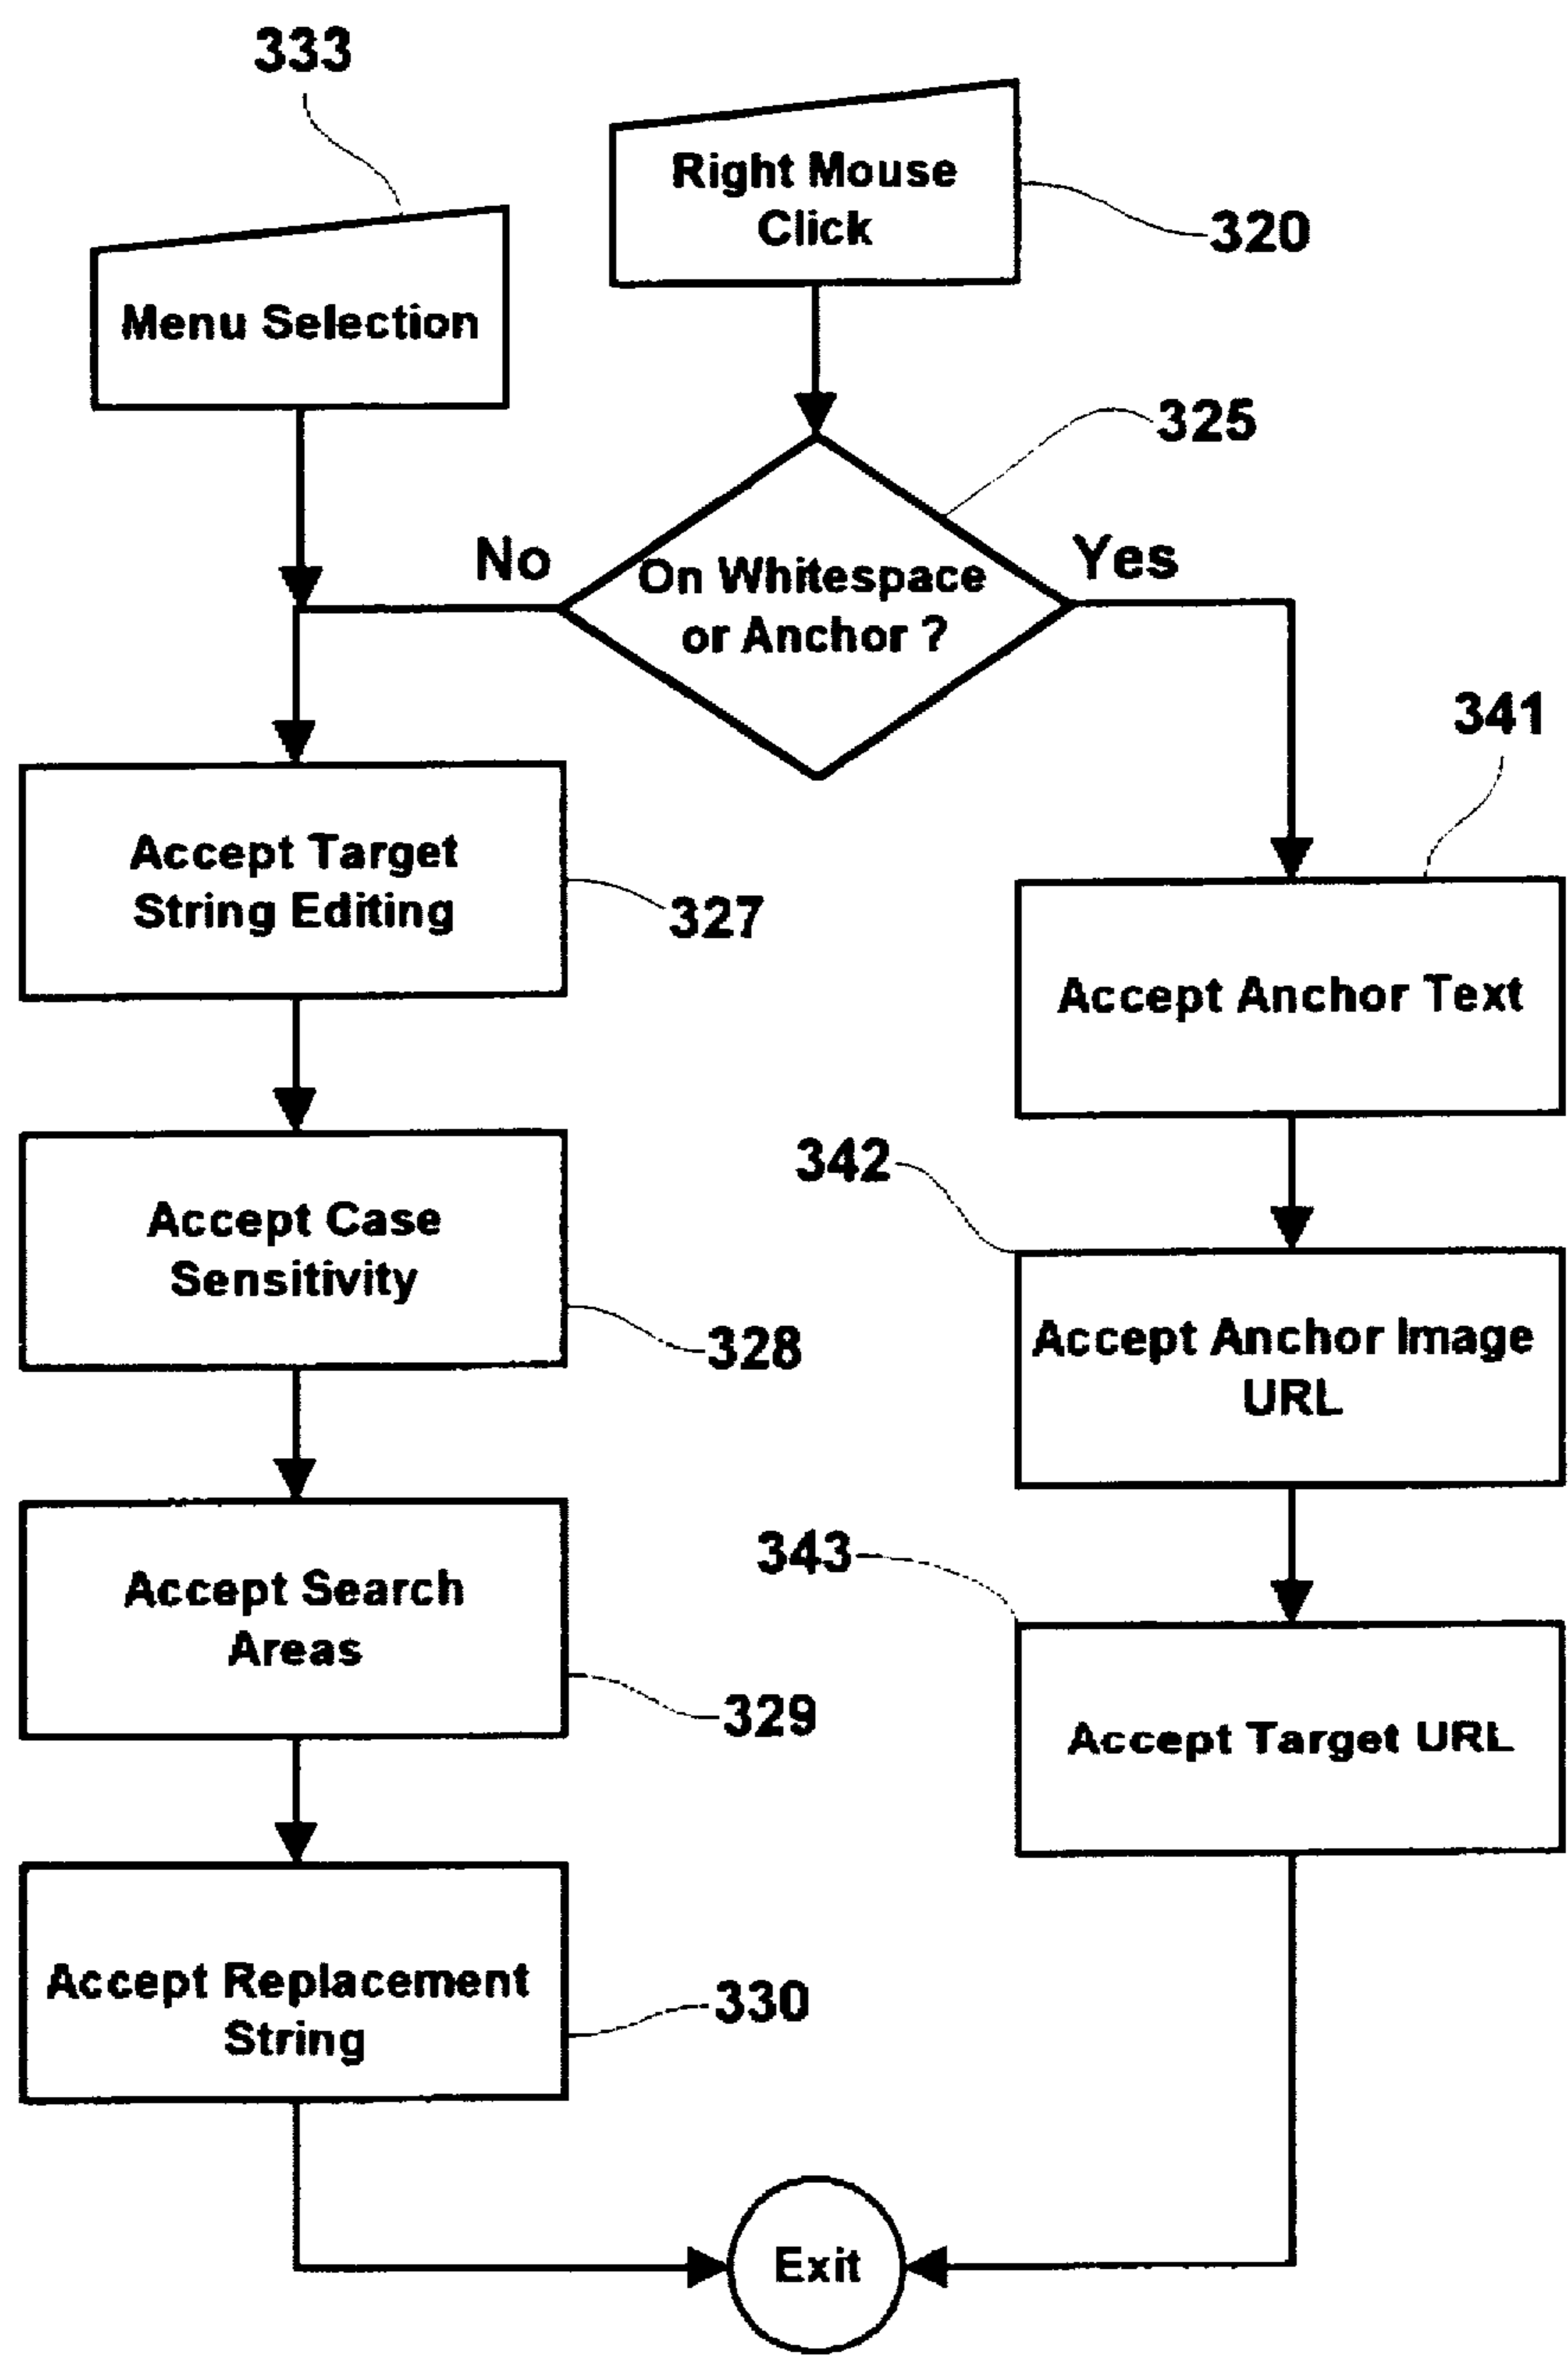 333
Right Mouse
Click
320
Menu Selection
325
No
Yes
On Whitespace
or Anchor ?
341
Accept Target
String Editing
327
Accept Anchor Text
342
Accept Case
Sensitivity
328
Accept Anchor Image
URL
343
Accept Search
Areas
329
Accept Target URL
Accept Replacement
String
330
Exit